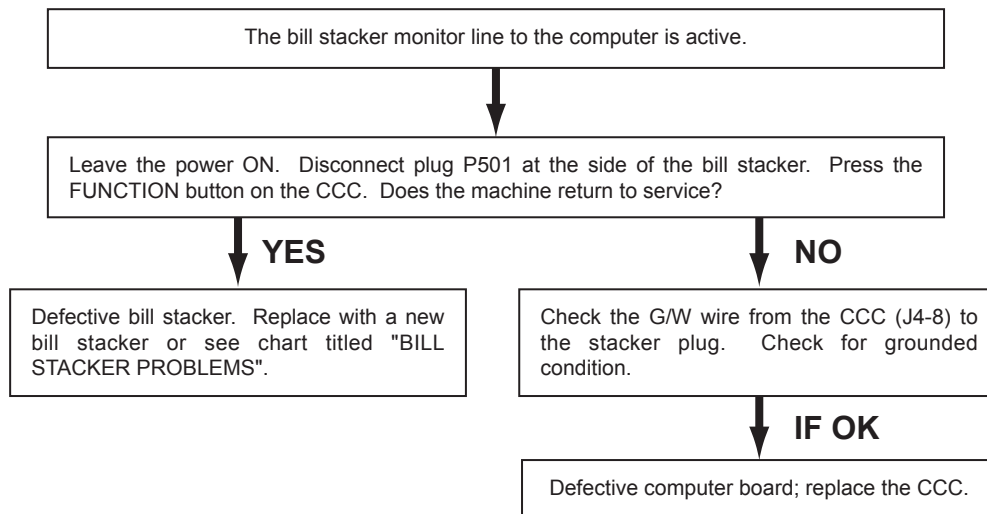 The bill stacker monitor line to the computer is active.
Leave the power ON. Disconnect plug P501 at the side of the bill stacker. Press the
FUNCTION button on the CCC. Does the machine return to service?
YES
NO
Defective bill stacker. Replace with a new
bill stacker or see chart titled "BILL
STACKER PROBLEMS".
Check the G/W wire from the CCC (J4-8) to
the stacker plug. Check for grounded
condition.
IF OK
Defective computer board; replace the CCC.